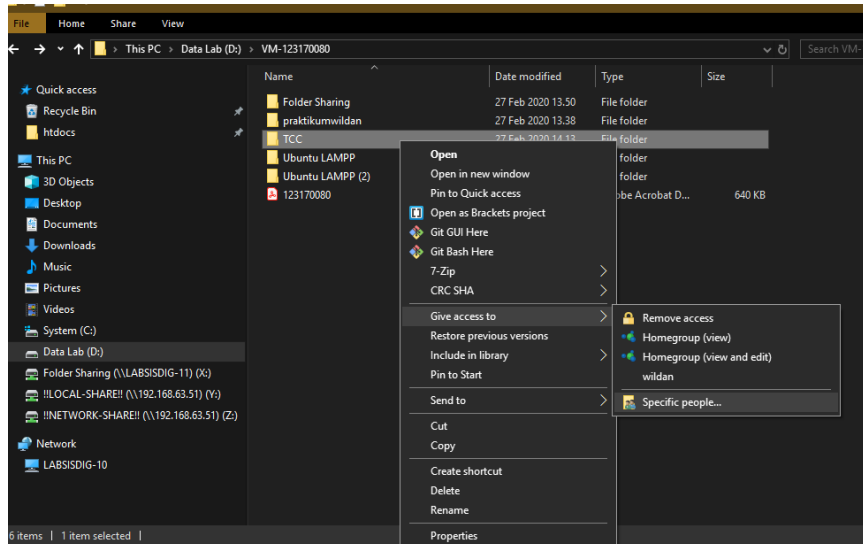 File Home Share View
This PC > Data Lab (D:) > VM-123170080
Search VM-
Name Date modified Type Size
Quick access
Recycle Bin
htdocs
This PC
3D Objects
Desktop
Documents
Downloads
Music
Pictures
Videos
System (C:)
Data Lab (D:)
Folder Sharing (\\LABSISDIG-11) (X:)
!!LOCAL-SHARE!! (\\192.168.63.51) (Y:)
!!NETWORK-SHARE!! (\\192.168.63.51) (Z:)
Network
LABSISDIG-10
Folder Sharing 27 Feb 2020 13.50 File folder
praktikumwildan 27 Feb 2020 13.38 File folder
TCC 27 Feb 2020 14.13 File folder
Ubuntu LAMPP folder
Ubuntu LAMPP (2) folder
123170080 obe Acrobat D... 640 KB
Open
Open in new window
Pin to Quick access
Open as Brackets project
Git GUI Here
Git Bash Here
7-Zip
CRC SHA
Give access to
Restore previous versions
Include in library
Pin to Start
Send to
Cut
Copy
Create shortcut
Delete
Rename
Properties
Remove access
Homegroup (view)
Homegroup (view and edit)
wildan
Specific people...
6 items | 1 item selected |